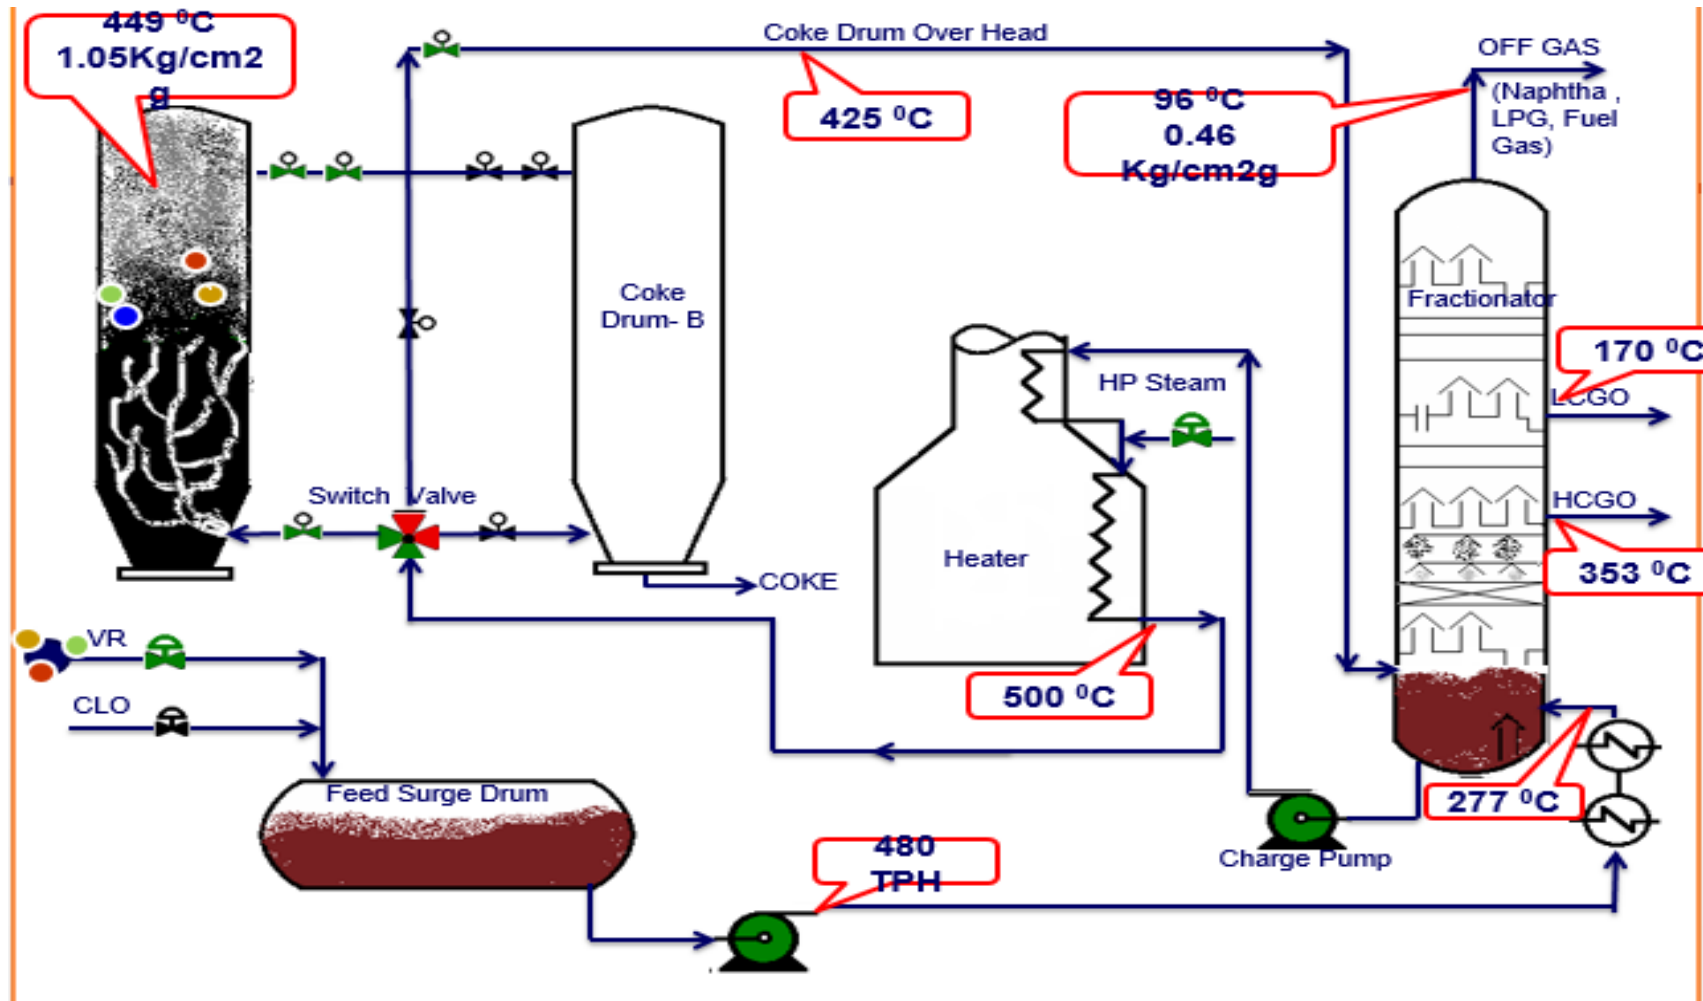 449 ⁰C
1.05Kg/cm2
g
Coke Drum Over Head
425 ⁰C
96 ⁰C
0.46
Kg/cm2g
OFF GAS
(Naphtha ,
LPG, Fuel
Gas)
Coke
Drum- B
Fractionator
170 ⁰C
LCGO
HP Steam
HCGO
353 ⁰C
Switch Valve
Heater
COKE
VR
CLO
500 ⁰C
277 ⁰C
Feed Surge Drum
480
TPH
Charge Pump